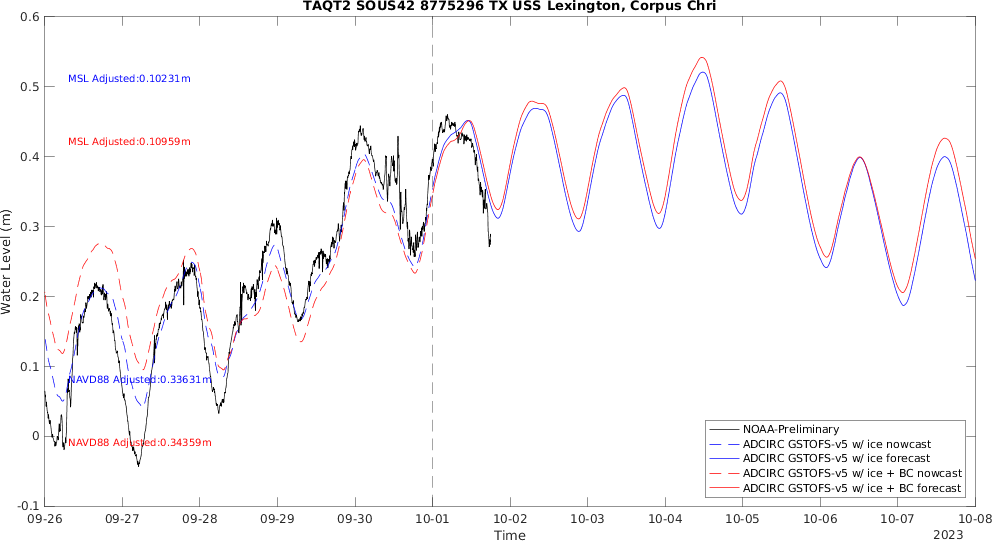 TAQT2 SOUS42 8775296 TX USS Lexington, Corpus Chri
Water Level (m)
0.6
0.5
0.4
0.3
0.2
0.1
0
-0.1
MSL Adjusted:0.10231m
MSL Adjusted:0.10959m
NAVD88 Adjusted:0.33631m
NAVD88 Adjusted:0.34359m
NOAA-Preliminary
ADCIRC GSTOFS-v5 w/ ice nowcast
ADCIRC GSTOFS-v5 w/ ice forecast
ADCIRC GSTOFS-v5 w/ ice + BC nowcast
ADCIRC GSTOFS-v5 w/ ice + BC forecast
09-26 09-27 09-28 09-29 09-30 10-01 10-02 10-03 10-04 10-05 10-06 10-07 10-08
Time
2023